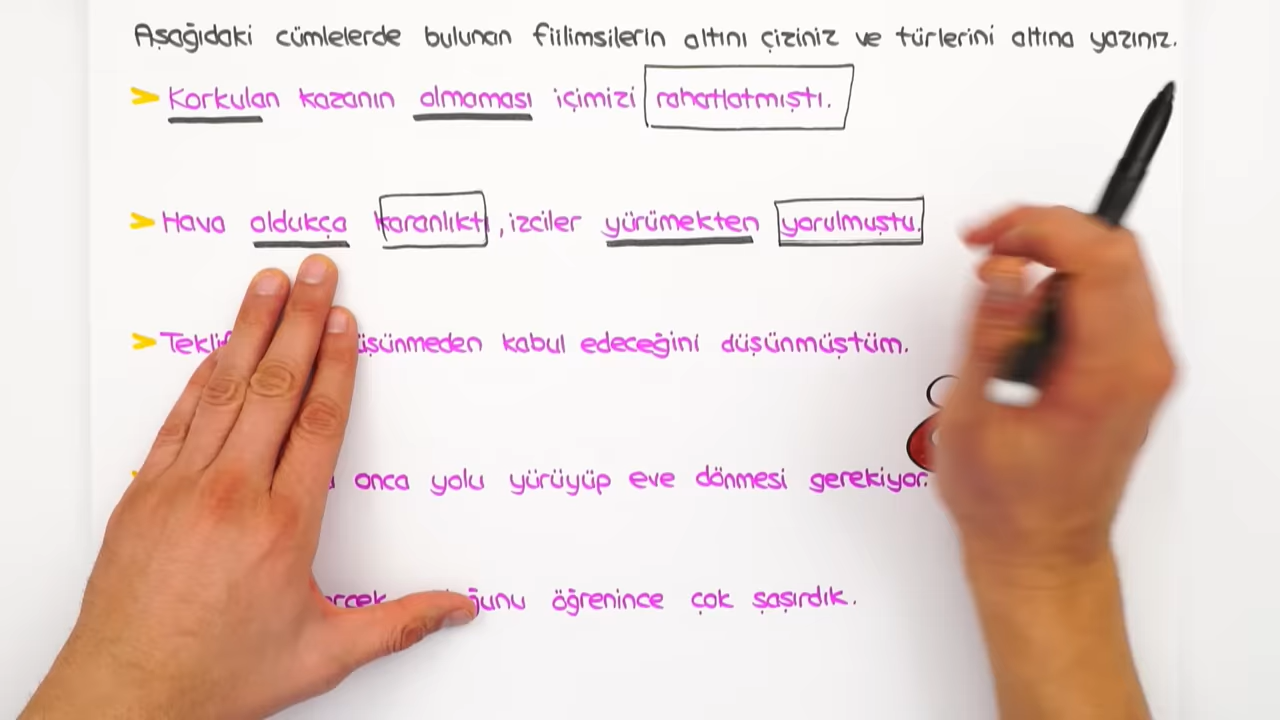 Aşağıdaki cümlelerde bulunan fiilimsilerin altını çiziniz ve türlerini altına yazınız.
> Korkulan kazanın olmaması içimizi rahatlatmıştı.
> Hava oldukça karanlıktı, izciler yürümekten yorulmuştu.
> kabul edeceğini düşünmüştüm.
onca yolu yürüyüp eve dönmesi gerekiyor.
öğrenince çok şaşırdık.